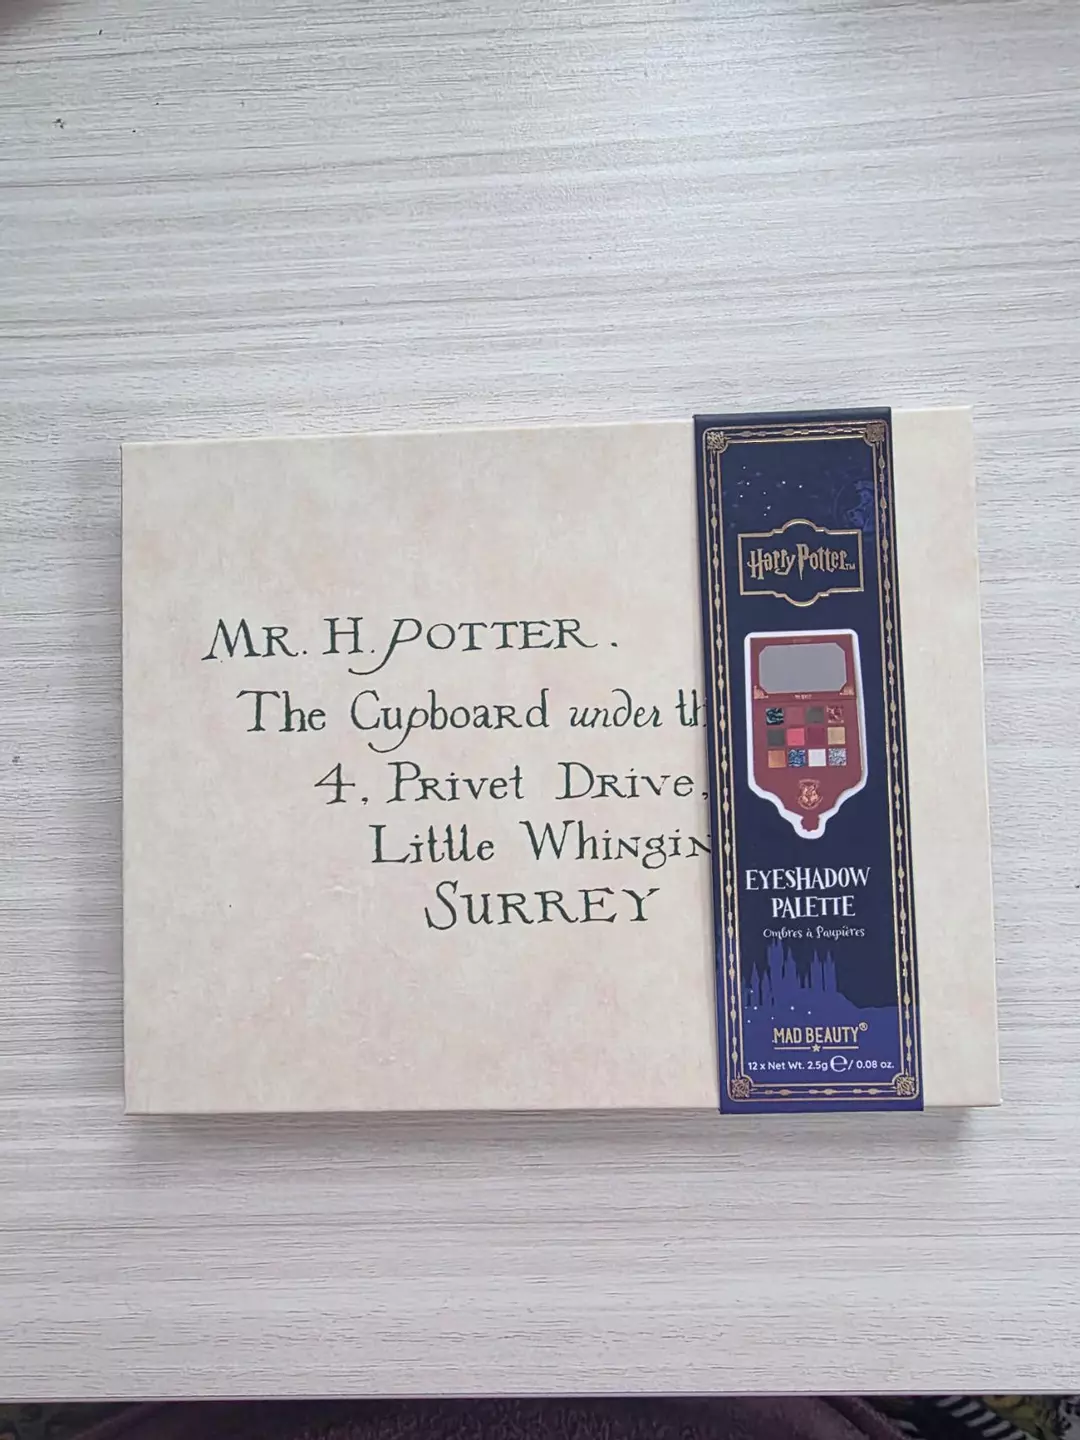 MR. H. POTTER.
The Cupboard under th
4, Privet Drive,
Little Whingin
SURREY
Harry Potter™
EYESHADOW
PALETTE
Ombres à Paupières
MAD BEAUTY®
12 x Net Wt. 2.5g ℮/ 0.08 oz.